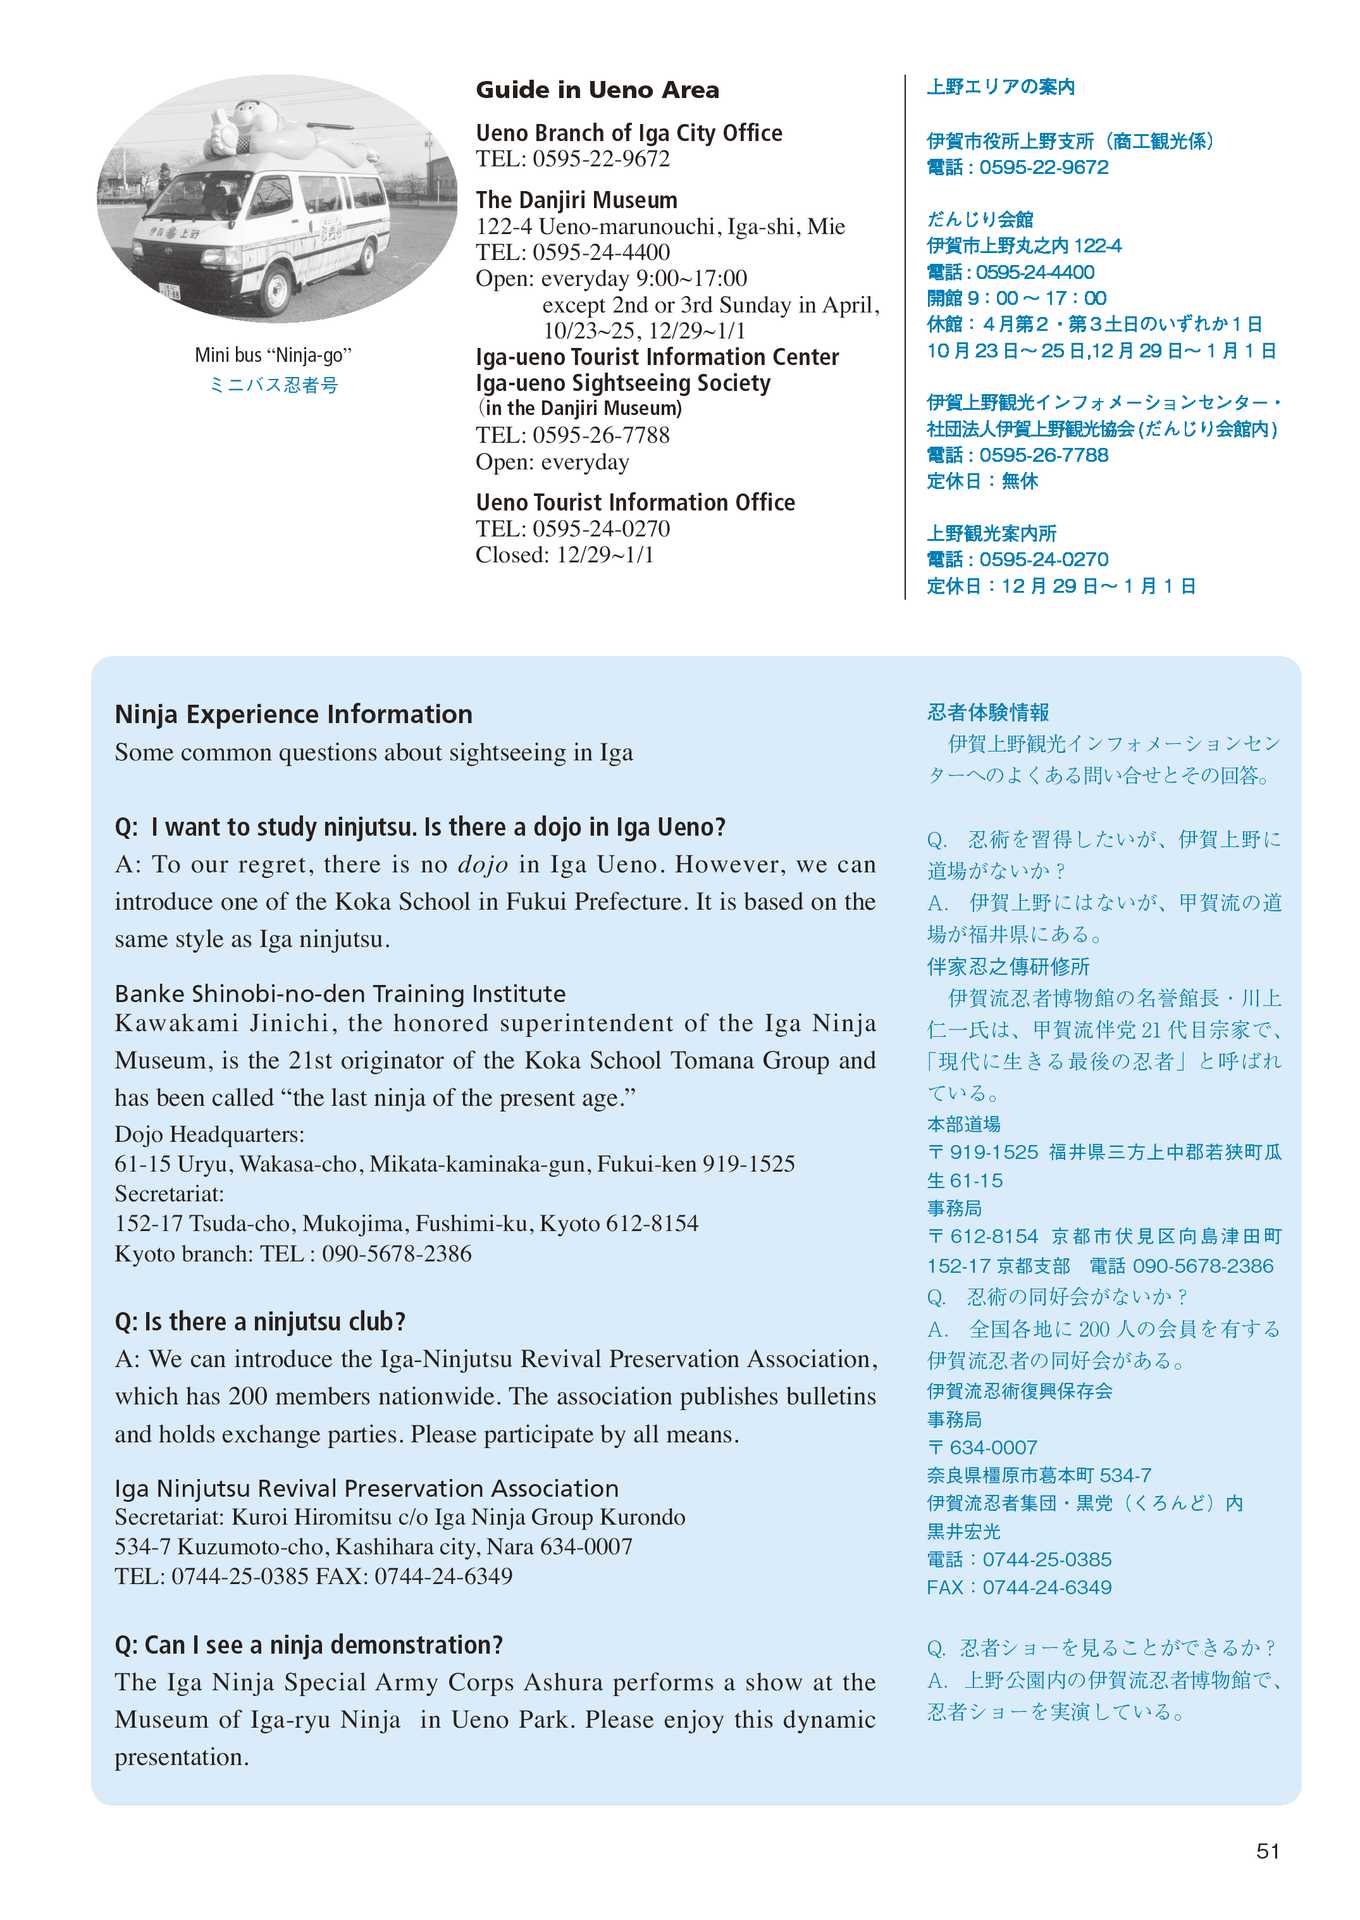 伊賀 上野
Mini bus “Ninja-go”
ミニバス忍者号
Guide in Ueno Area
Ueno Branch of Iga City Office
TEL: 0595-22-9672
The Danjiri Museum
122-4 Ueno-marunouchi, Iga-shi, Mie
TEL: 0595-24-4400
Open: everyday 9:00~17:00
except 2nd or 3rd Sunday in April,
10/23~25, 12/29~1/1
Iga-ueno Tourist Information Center
Iga-ueno Sightseeing Society
（in the Danjiri Museum)
TEL: 0595-26-7788
Open: everyday
Ueno Tourist Information Office
TEL: 0595-24-0270
Closed: 12/29~1/1
上野エリアの案内
伊賀市役所上野支所（商工観光係）
電話 : 0595-22-9672
だんじり会館
伊賀市上野丸之内 122-4
電話 : 0595-24-4400
開館 9：00 〜 17：00
休館：４月第２・第３土日のいずれか 1 日
10 月 23 日〜 25 日,12 月 29 日〜 1 月 1 日
伊賀上野観光インフォメーションセンター・
社団法人伊賀上野観光協会 (だんじり会館内 )
電話 : 0595-26-7788
定休日：無休
上野観光案内所
電話 : 0595-24-0270
定休日：12 月 29 日〜 1 月 1 日
Ninja Experience Information
Some common questions about sightseeing in Iga
Q: I want to study ninjutsu. Is there a dojo in Iga Ueno?
A: To our regret, there is no dojo in Iga Ueno. However, we can
introduce one of the Koka School in Fukui Prefecture. It is based on the
same style as Iga ninjutsu.
Banke Shinobi-no-den Training Institute
Kawakami Jinichi, the honored superintendent of the Iga Ninja
Museum, is the 21st originator of the Koka School Tomana Group and
has been called “the last ninja of the present age.”
Dojo Headquarters:
61-15 Uryu, Wakasa-cho, Mikata-kaminaka-gun, Fukui-ken 919-1525
Secretariat:
152-17 Tsuda-cho, Mukojima, Fushimi-ku, Kyoto 612-8154
Kyoto branch: TEL : 090-5678-2386
Q: Is there a ninjutsu club?
A: We can introduce the Iga-Ninjutsu Revival Preservation Association,
which has 200 members nationwide. The association publishes bulletins
and holds exchange parties. Please participate by all means.
Iga Ninjutsu Revival Preservation Association
Secretariat: Kuroi Hiromitsu c/o Iga Ninja Group Kurondo
534-7 Kuzumoto-cho, Kashihara city, Nara 634-0007
TEL: 0744-25-0385 FAX: 0744-24-6349
Q: Can I see a ninja demonstration?
The Iga Ninja Special Army Corps Ashura performs a show at the
Museum of Iga-ryu Ninja in Ueno Park. Please enjoy this dynamic
presentation.
忍者体験情報
伊賀上野観光インフォメーションセン
ターへのよくある問い合せとその回答。
Q. 忍術を習得したいが、伊賀上野に
道場がないか？
A. 伊賀上野にはないが、甲賀流の道
場が福井県にある。
伴家忍之傳研修所
伊賀流忍者博物館の名誉館長・川上
仁一氏は、甲賀流伴党 21 代目宗家で、
「現代に生きる最後の忍者」と呼ばれ
ている。
本部道場
〒 919-1525 福井県三方上中郡若狭町瓜
生 61-15
事務局
〒 612-8154 京都市伏見区向島津田町
152-17 京都支部　電話 090-5678-2386
Q. 忍術の同好会がないか？
A. 全国各地に 200 人の会員を有する
伊賀流忍者の同好会がある。
伊賀流忍術復興保存会
事務局
〒 634-0007
奈良県橿原市葛本町 534-7
伊賀流忍者集団・黒党（くろんど）内
黒井宏光
電話：0744-25-0385
FAX：0744-24-6349
Q. 忍者ショーを見ることができるか？
A. 上野公園内の伊賀流忍者博物館で、
忍者ショーを実演している。
51